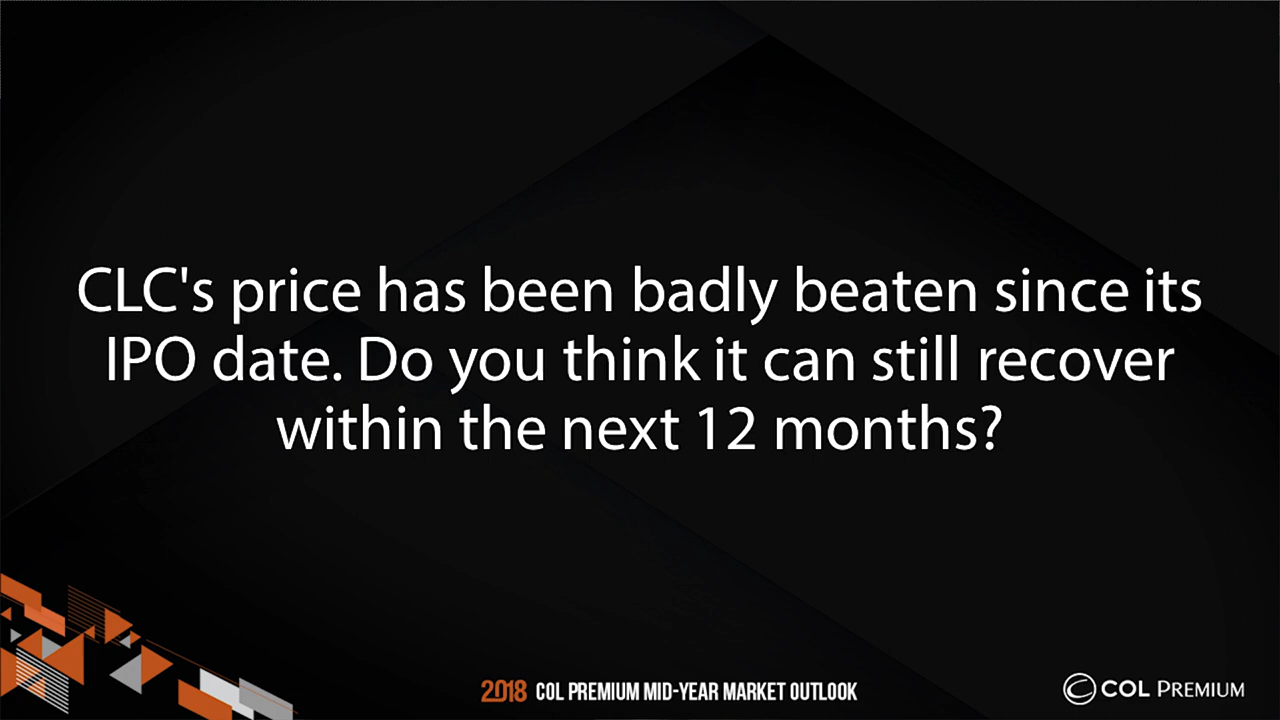 CLC's price has been badly beaten since its
IPO date. Do you think it can still recover
within the next 12 months?
2018 COL PREMIUM MID-YEAR MARKET OUTLOOK
COL PREMIUM